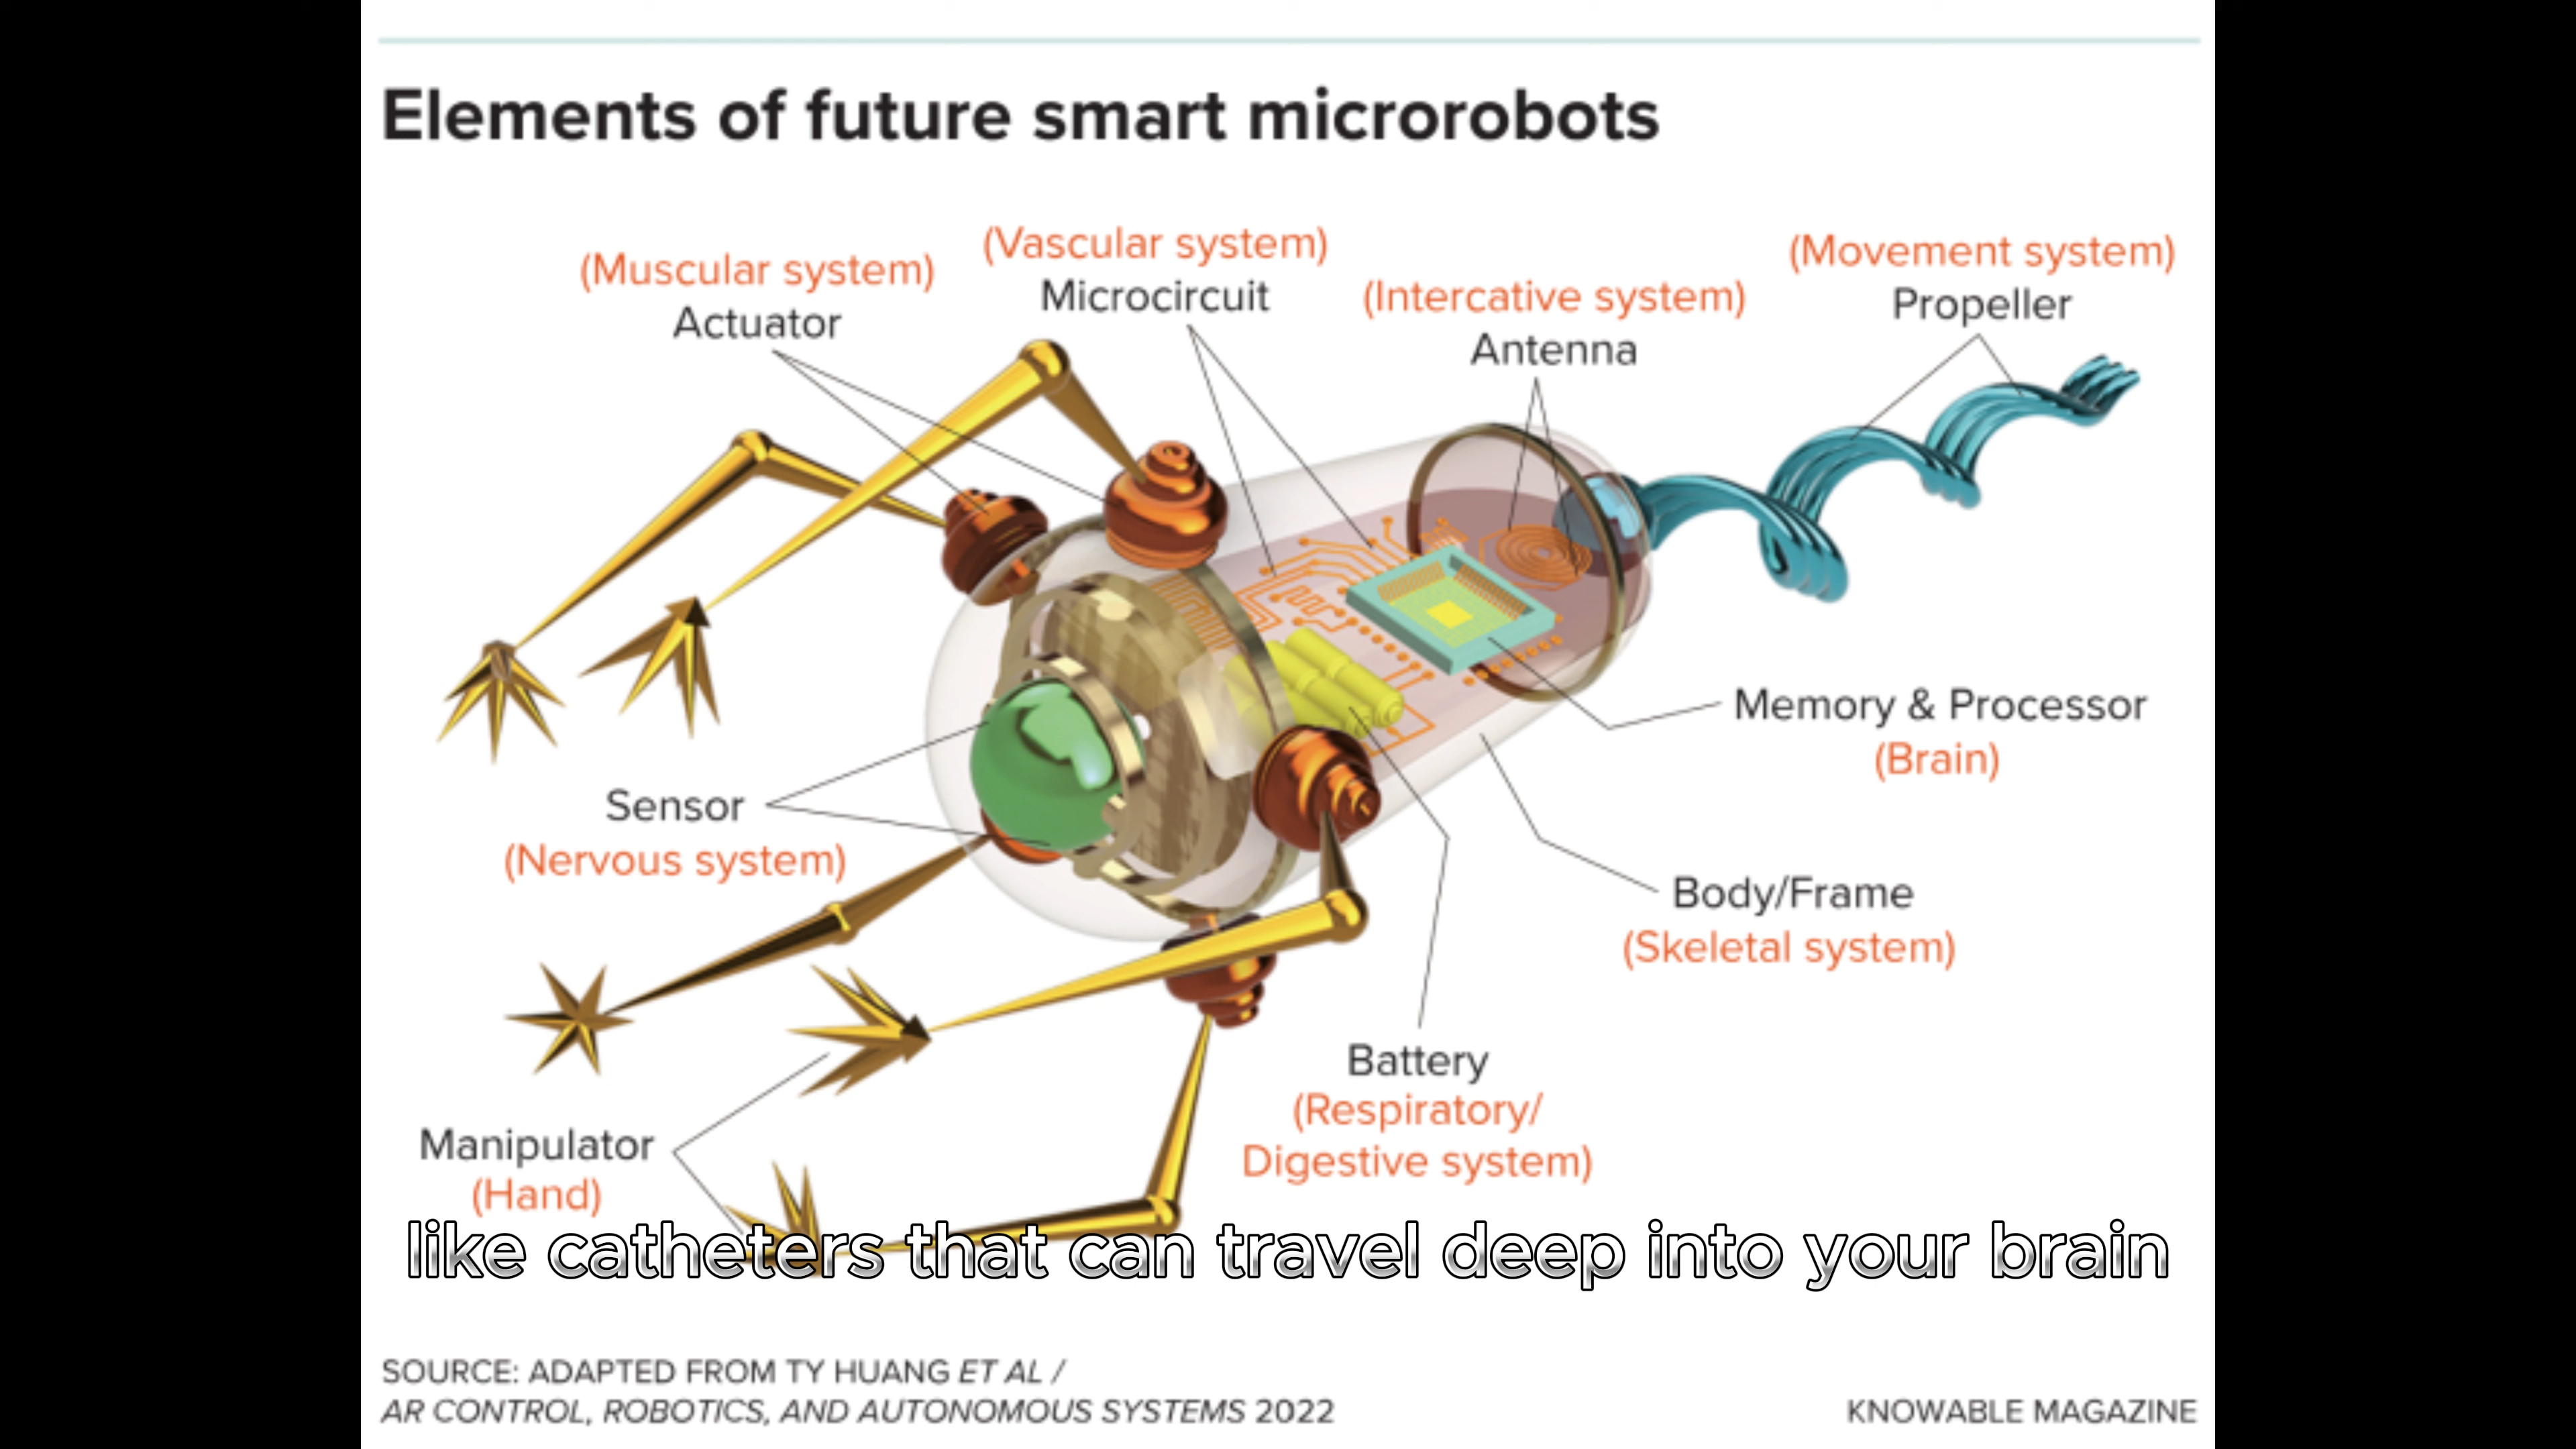 Elements of future smart microrobots
(Muscular system)
Actuator
(Vascular system)
Microcircuit
(Intercative system)
Antenna
(Movement system)
Propeller
Sensor
(Nervous system)
Memory & Processor
(Brain)
Body/Frame
(Skeletal system)
Battery
(Respiratory/
Digestive system)
Manipulator
(Hand)
like catheters that can travel deep into your brain
SOURCE: ADAPTED FROM TY HUANG ET AL /
AR CONTROL, ROBOTICS, AND AUTONOMOUS SYSTEMS 2022
KNOWABLE MAGAZINE